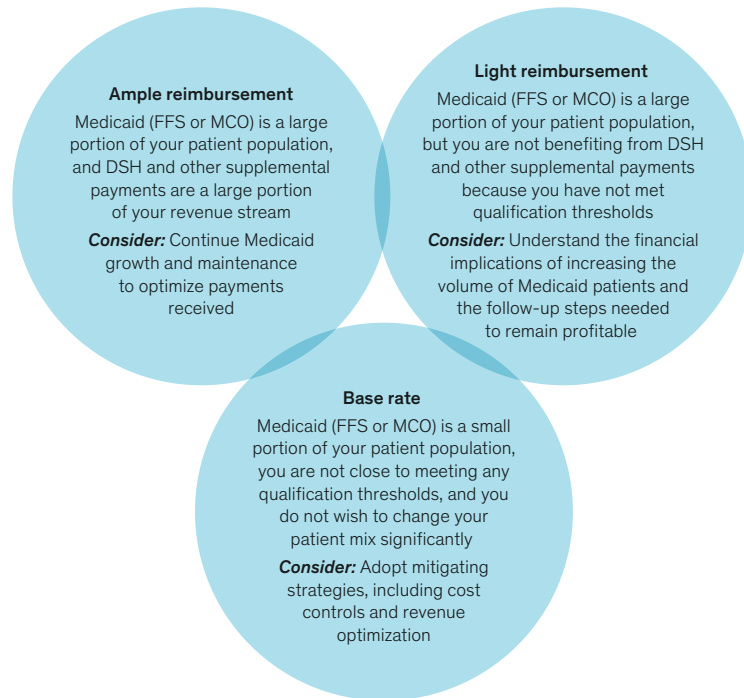 Ample reimbursement
Medicaid (FFS or MCO) is a large
portion of your patient population,
and DSH and other supplemental
payments are a large portion
of your revenue stream
Consider: Continue Medicaid
growth and maintenance
to optimize payments
received
Light reimbursement
Medicaid (FFS or MCO) is a large
portion of your patient population,
but you are not benefiting from DSH
and other supplemental payments
because you have not met
qualification thresholds
Consider: Understand the financial
implications of increasing the
volume of Medicaid patients and
the follow-up steps needed
to remain profitable
Base rate
Medicaid (FFS or MCO) is a small
portion of your patient population,
you are not close to meeting any
qualification thresholds, and you
do not wish to change your
patient mix significantly
Consider: Adopt mitigating
strategies, including cost
controls and revenue
optimization